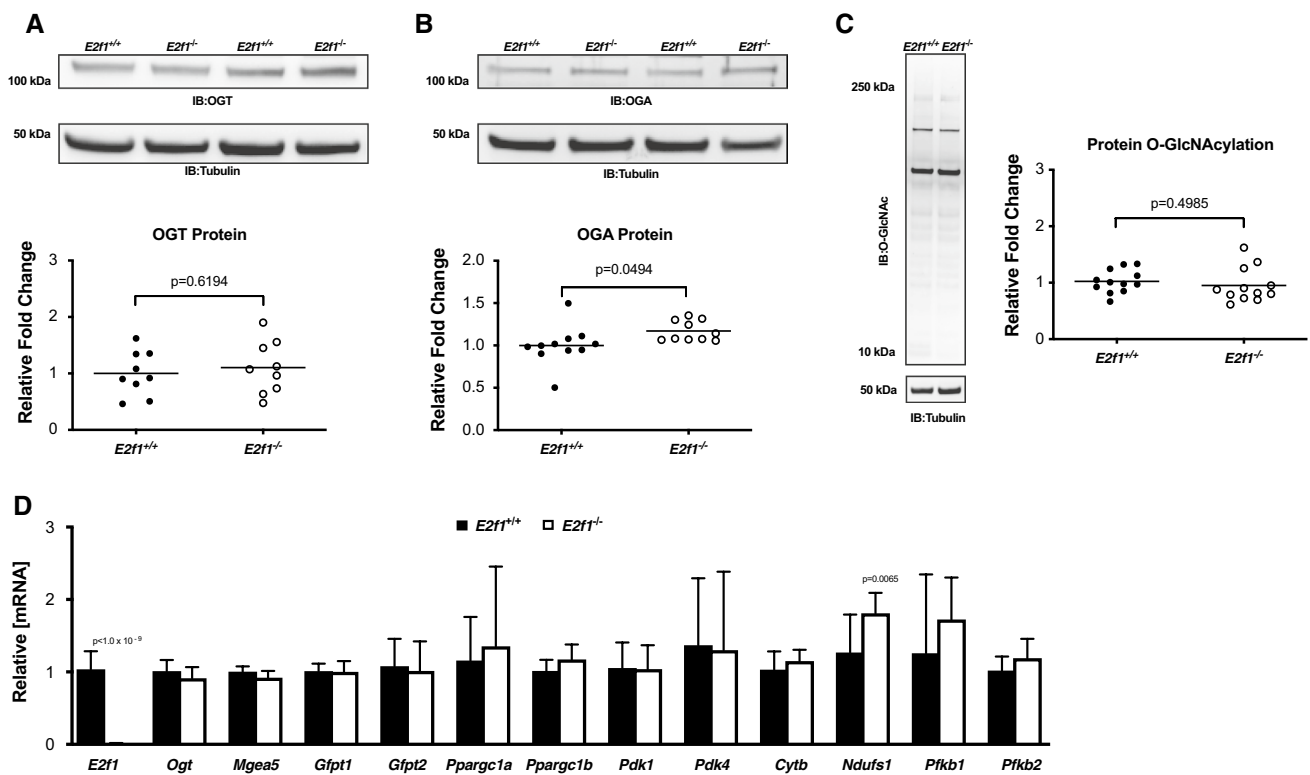 A
E2f1+/+ E2f1-/- E2f1+/+ E2f1-/-
100 kDa
IB:OGT
50 kDa
IB:Tubulin
OGT Protein
Relative Fold Change
3
2
1
0
p=0.6194
E2f1+/+ E2f1-/-
B
E2f1+/+ E2f1-/- E2f1+/+ E2f1-/-
100 kDa
IB:OGA
50 kDa
IB:Tubulin
OGA Protein
Relative Fold Change
2.0
1.5
1.0
0.5
0.0
p=0.0494
E2f1+/+ E2f1-/-
C
E2f1+/+ E2f1-/-
250 kDa
IB:O-GlcNAc
10 kDa
50 kDa
IB:Tubulin
Protein O-GlcNAcylation
Relative Fold Change
3
2
1
0
p=0.4985
E2f1+/+ E2f1-/-
D
E2f1+/+ E2f1-/-
Relative [mRNA]
3
2
1
0
p<1.0 x 10-9
p=0.0065
E2f1 Ogt Mgea5 Gfpt1 Gfpt2 Ppargc1a Ppargc1b Pdk1 Pdk4 Cytb Ndufs1 Pfkb1 Pfkb2